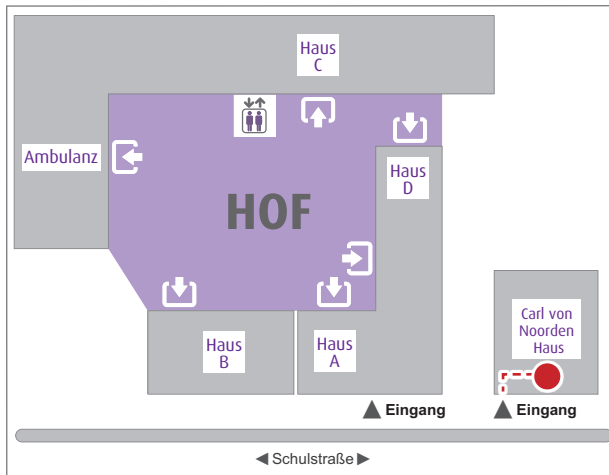 Haus
C
Ambulanz
Haus
D
HOF
Haus
B
Haus
A
Carl von
Noorden
Haus
Eingang
Eingang
Schulstraße